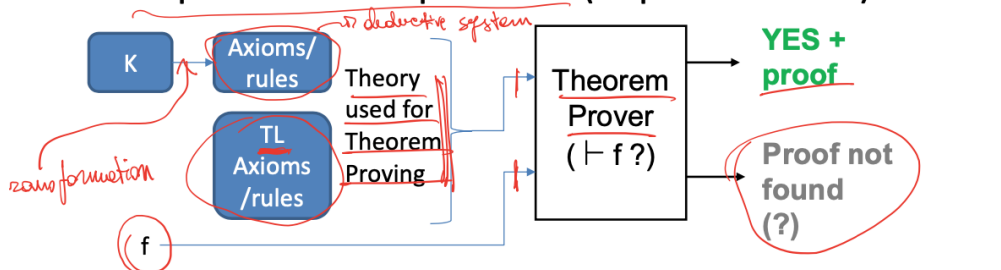 deductive system
K
Axioms/
rules
Theory
used for
Theorem
Proving
TL
Axioms
/rules
transformation
f
Theorem
Prover
(⊢ f ?)
YES +
proof
Proof not
found
(?)